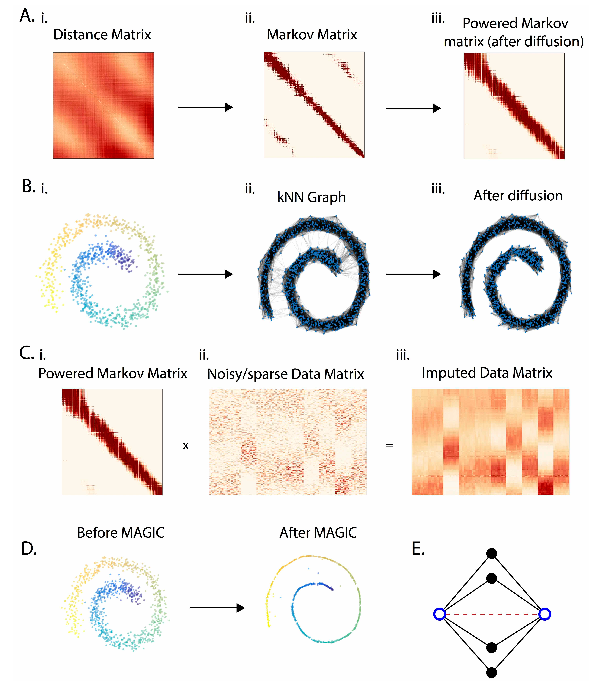 A.
i.
Distance Matrix
ii.
Markov Matrix
iii.
Powered Markov
matrix (after diffusion)
B.
i.
ii.
kNN Graph
iii.
After diffusion
C.
i.
Powered Markov Matrix
x
ii.
Noisy/sparse Data Matrix
=
iii.
Imputed Data Matrix
D.
Before MAGIC
After MAGIC
E.